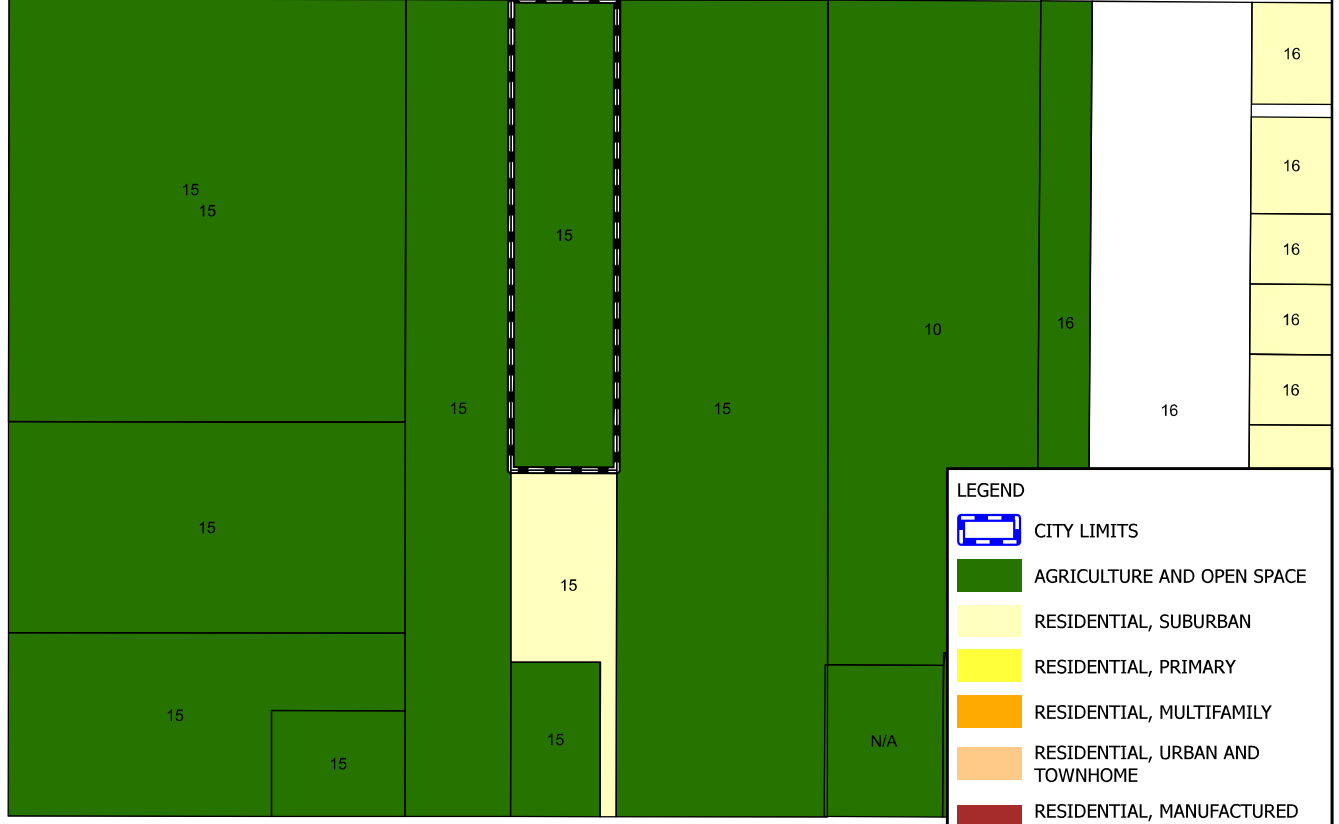 16
16
15
15
15
16
16
16
10
16
15
15
16
15
LEGEND
CITY LIMITS
AGRICULTURE AND OPEN SPACE
15
RESIDENTIAL, SUBURBAN
RESIDENTIAL, PRIMARY
15
RESIDENTIAL, MULTIFAMILY
15
N/A
15
RESIDENTIAL, URBAN AND
TOWNHOME
RESIDENTIAL, MANUFACTURED